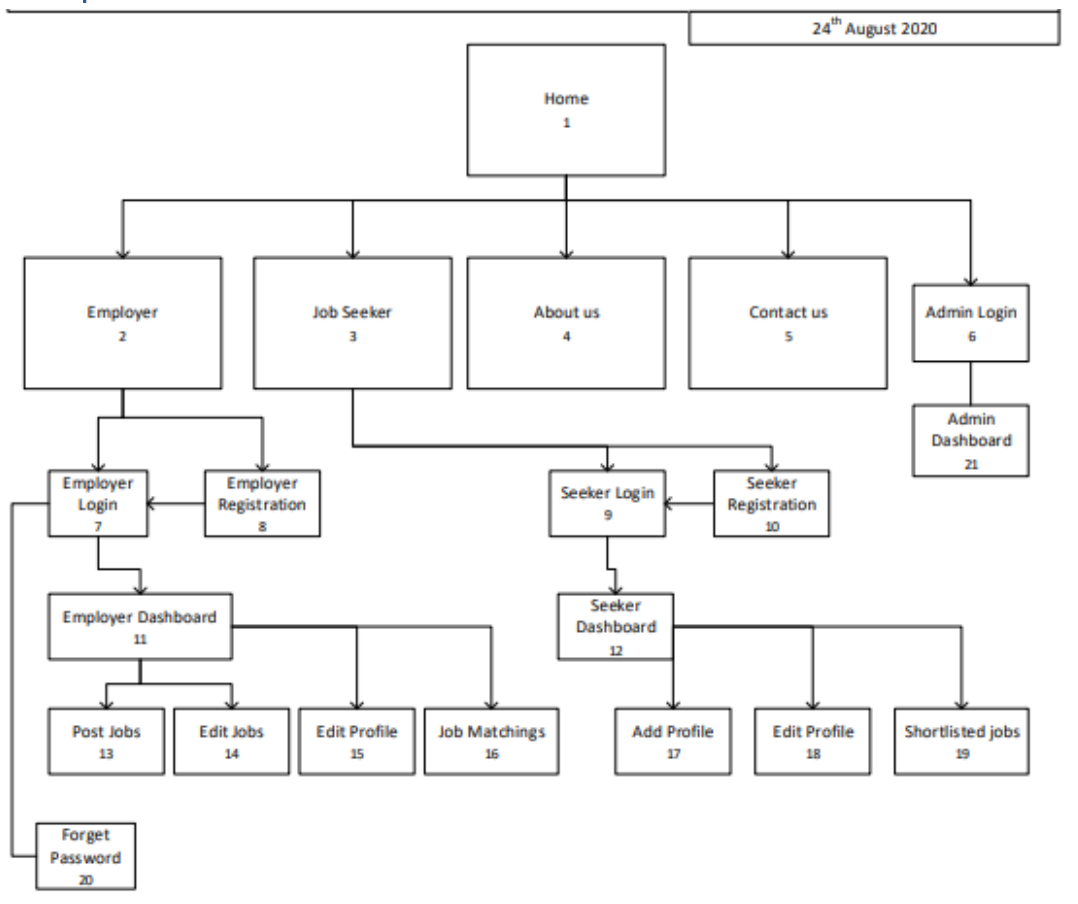 24th August 2020
Home
1
Employer
2
Job Seeker
3
About us
4
Contact us
5
Admin Login
6
Admin
Dashboard
21
Employer
Login
7
Employer
Registration
8
Seeker Login
9
Seeker
Registration
10
Employer Dashboard
11
Seeker
Dashboard
12
Post Jobs
13
Edit Jobs
14
Edit Profile
15
Job Matchings
16
Add Profile
17
Edit Profile
18
Shortlisted jobs
19
Forget
Password
20